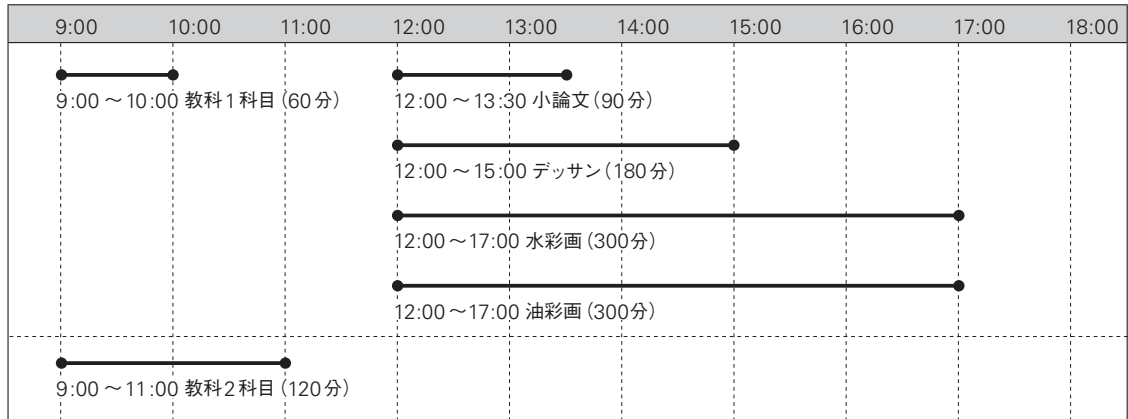 9:00 10:00 11:00 12:00 13:00 14:00 15:00 16:00 17:00 18:00
9:00～10:00 教科1科目（60分）
12:00～13:30 小論文（90分）
12:00～15:00 デッサン（180分）
12:00～17:00 水彩画（300分）
12:00～17:00 油彩画（300分）
9:00～11:00 教科2科目（120分）